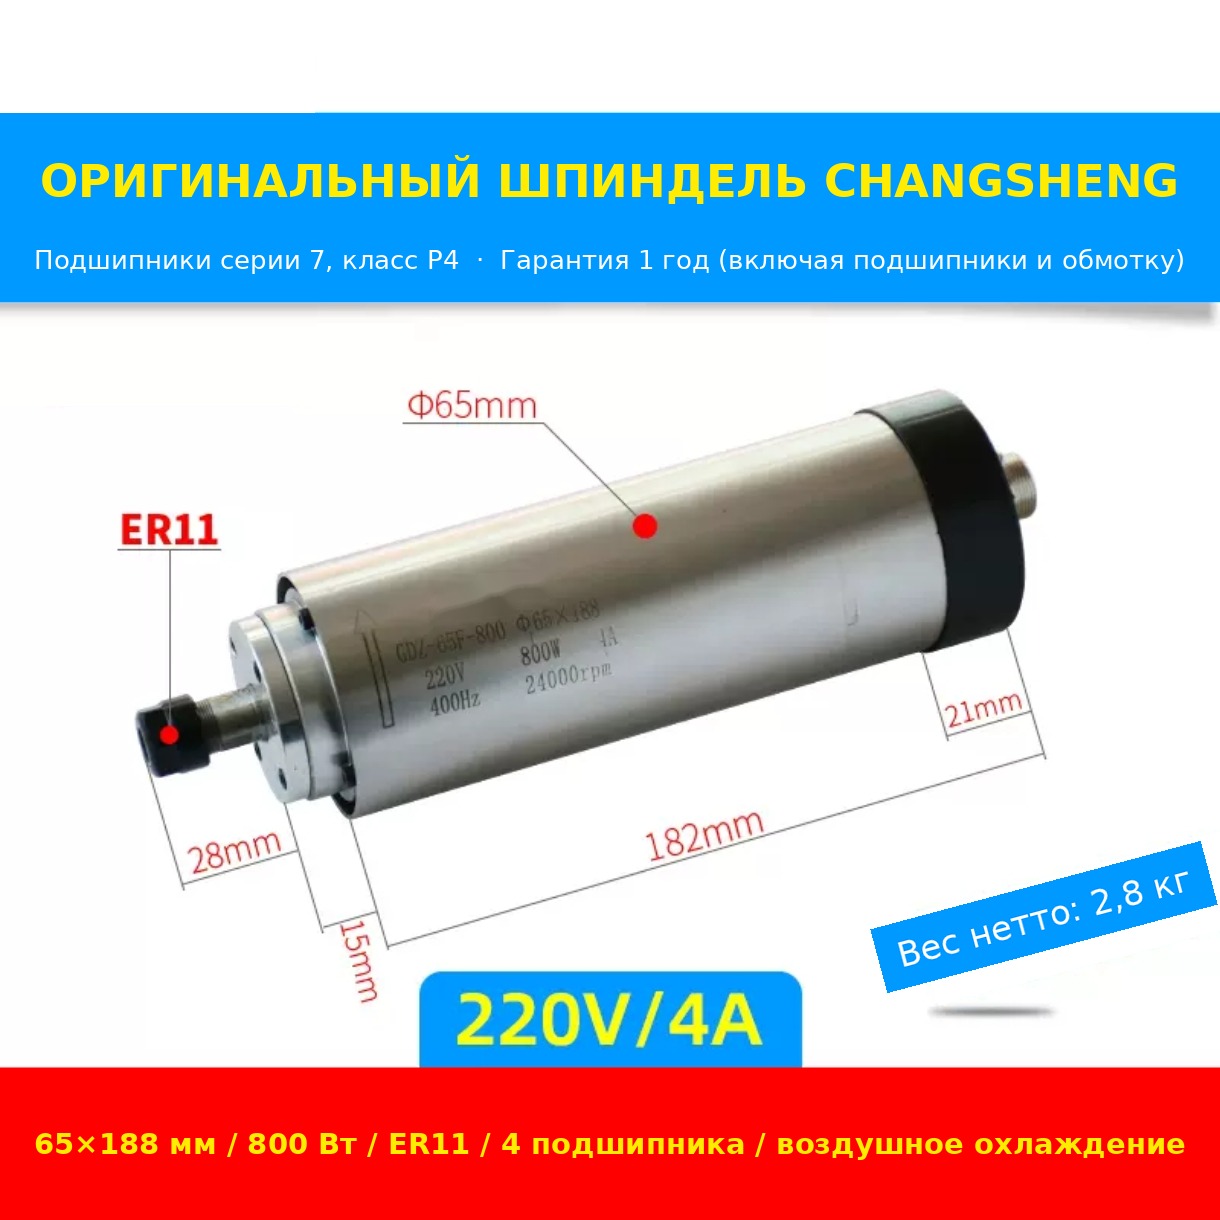 ОРИГИНАЛЬНЫЙ ШПИНДЕЛЬ CHANGSHENG
Подшипники серии 7, класс P4 · Гарантия 1 год (включая подшипники и обмотку)
Φ65mm
ER11
GDZ-65F-800 Φ65×188
220V 800W 4A
400Hz 24000rpm
21mm
182mm
28mm
15mm
Вес нетто: 2,8 кг
220V/4A
65×188 мм / 800 Вт / ER11 / 4 подшипника / воздушное охлаждение